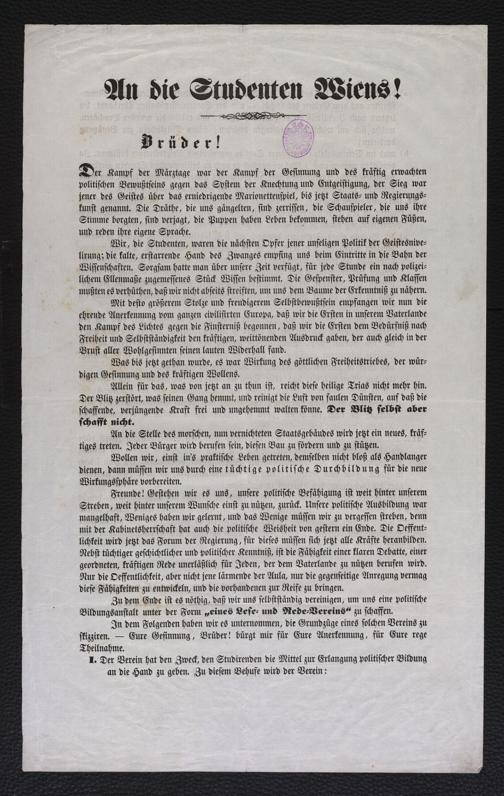 An die Studenten Wiens!
Brüder!
Der Kampf der Märztage war der Kampf der Gesinnung und des kräftig erwachten
politischen Bewußtseins gegen das System der Knechtung und Entgeistigung, der Sieg war
jener des Geistes über das erniedrigende Marionettenspiel, bis jetzt Staats- und Regierungs-
kunst genannt. Die Dräthe, die uns gängelten, sind zerrissen, die Schauspieler, die uns ihre
Stimme borgten, sind verjagt, die Puppen haben Leben bekommen, stehen auf eigenen Füßen,
und reden ihre eigene Sprache.
Wir, die Studenten, waren die nächsten Opfer jener unseligen Politik der Geistesnive-
lirung; die kalte, erstarrende Hand des Zwanges empfing uns beim Eintritte in die Bahn der
Wissenschaften. Sorgsam hatte man über unsere Zeit verfügt, für jede Stunde ein nach polizei-
lichem Ellenmaße zugemessenes Stück Wissen bestimmt. Die Gespenster, Prüfung und Klassen
mußten es verhüthen, daß wir nicht abseits streiften, um uns dem Baume der Erkenntniß zu nähern.
Mit desto größerem Stolze und freudigerem Selbstbewußtsein empfangen wir nun die
ehrende Anerkennung vom ganzen civilisirten Europa, daß wir die Ersten in unserem Vaterlande
den Kampf des Lichtes gegen die Finsterniß begonnen, daß wir die Ersten dem Bedürfniß nach
Freiheit und Selbstständigkeit den kräftigen, weittönenden Ausdruck gaben, der auch gleich in der
Brust aller Wohlgesinnten seinen lauten Widerhall fand.
Was bis jetzt gethan wurde, es war Wirkung des göttlichen Freiheitstriebes, der wür-
digen Gesinnung und des kräftigen Wollens.
Allein für das, was von jetzt an zu thun ist, reicht diese heilige Trias nicht mehr hin.
Der Blitz zerstört, was seinen Gang hemmt, und reinigt die Luft von faulen Dünsten, auf daß die
schaffende, verjüngende Kraft frei und ungehemmt walten könne. Der Blitz selbst aber
schafft nicht.
An die Stelle des morschen, nun vernichteten Staatsgebäudes wird jetzt ein neues, kräf-
tiges treten. Jeder Bürger wird berufen sein, diesen Bau zu fördern und zu stützen.
Wollen wir, einst in's praktische Leben getreten, demselben nicht bloß als Handlanger
dienen, dann müssen wir uns durch eine tüchtige politische Durchbildung für die neue
Wirkungssphäre vorbereiten.
Freunde! Gestehen wir es uns, unsere politische Befähigung ist weit hinter unserem
Streben, weit hinter unserem Wunsche einst zu nützen, zurück. Unsere politische Ausbildung war
mangelhaft, Weniges haben wir gelernt, und das Wenige müssen wir zu vergessen streben, denn
mit der Kabinetsherrschaft hat auch die politische Weisheit von gestern ein Ende. Die Oeffent-
lichkeit wird jetzt das Forum der Regierung, für dieses müssen sich jetzt alle Kräfte heranbilden.
Nebst tüchtiger geschichtlicher und politischer Kenntniß, ist die Fähigkeit einer klaren Debatte, einer
geordneten, kräftigen Rede unerläßlich für Jeden, der dem Vaterlande zu nützen berufen wird.
Nur die Oeffentlichkeit, aber nicht jene lärmende der Aula, nur die gegenseitige Anregung vermag
diese Fähigkeiten zu entwickeln, und die vorhandenen zur Reife zu bringen.
Zu dem Ende ist es nöthig, daß wir uns selbstständig vereinigen, um uns eine politische
Bildungsanstalt unter der Form „eines Lese- und Rede-Vereins“ zu schaffen.
In dem Folgenden haben wir es unternommen, die Grundzüge eines solchen Vereins zu
skizziren. — Eure Gesinnung, Brüder! bürgt mir für Eure Anerkennung, für Eure rege
Theilnahme.
I. Der Verein hat den Zweck, den Studirenden die Mittel zur Erlangung politischer Bildung
an die Hand zu geben. Zu diesem Behufe wird der Verein: